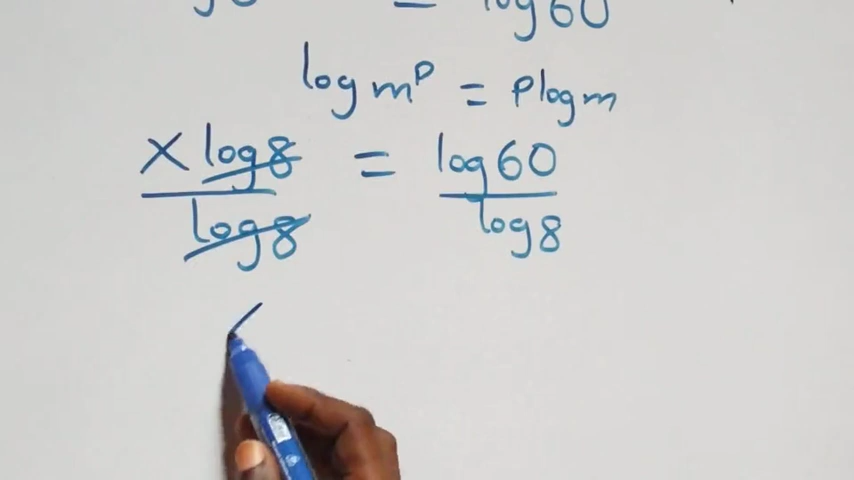 = log 60
log m^p = p log m
x log 8 = log 60
log 8 log 8